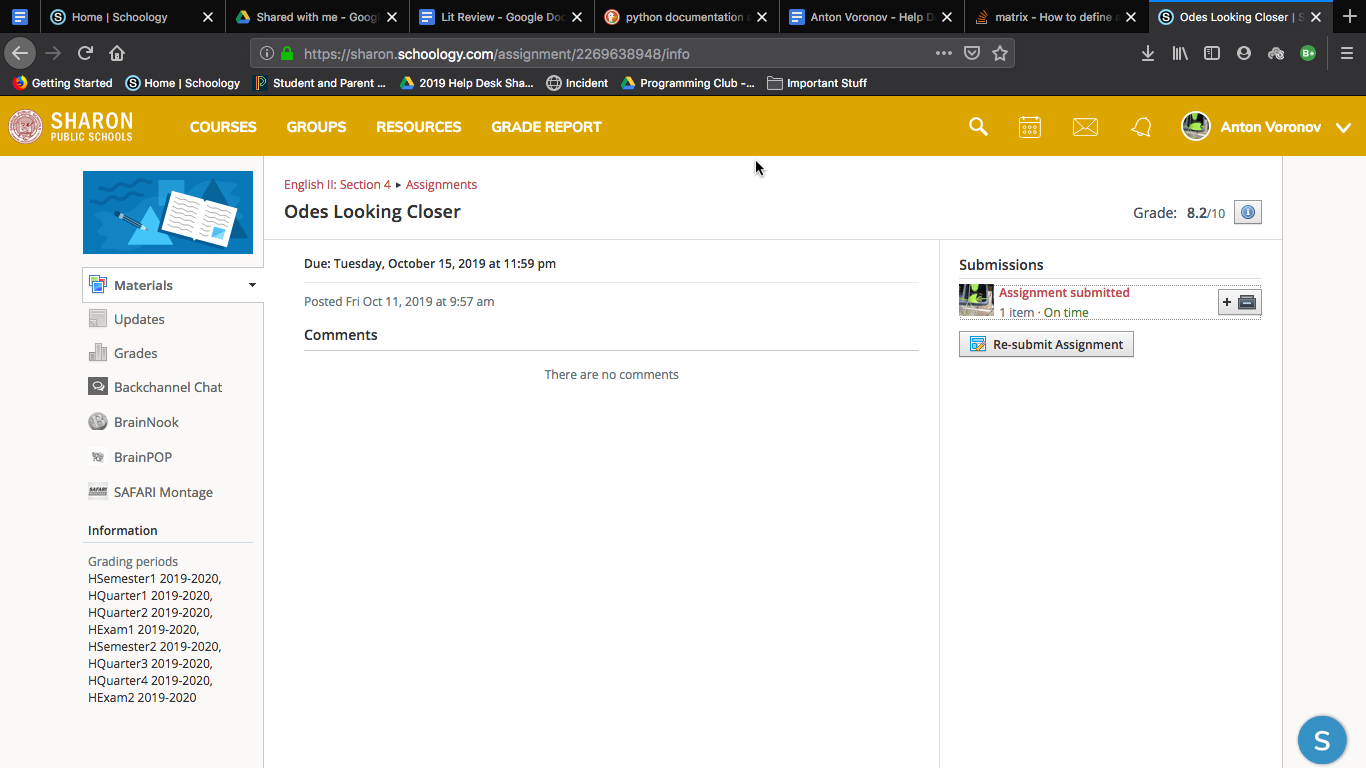 Home | Schoology
Shared with me - Goog
Lit Review - Google Do
python documentation
Anton Voronov - Help D
matrix - How to define
Odes Looking Closer | S
https://sharon.schoology.com/assignment/2269638948/info
Getting Started
Home | Schoology
Student and Parent ...
2019 Help Desk Sha...
Incident
Programming Club -...
Important Stuff
SHARON
PUBLIC SCHOOLS
COURSES
GROUPS
RESOURCES
GRADE REPORT
Anton Voronov
English II: Section 4 ▸ Assignments
Odes Looking Closer
Grade: 8.2/10
Due: Tuesday, October 15, 2019 at 11:59 pm
Posted Fri Oct 11, 2019 at 9:57 am
Comments
There are no comments
Submissions
Assignment submitted
1 item · On time
Re-submit Assignment
Materials
Updates
Grades
Backchannel Chat
BrainNook
BrainPOP
SAFARI Montage
Information
Grading periods
HSemester1 2019-2020,
HQuarter1 2019-2020,
HQuarter2 2019-2020,
HExam1 2019-2020,
HSemester2 2019-2020,
HQuarter3 2019-2020,
HQuarter4 2019-2020,
HExam2 2019-2020
S